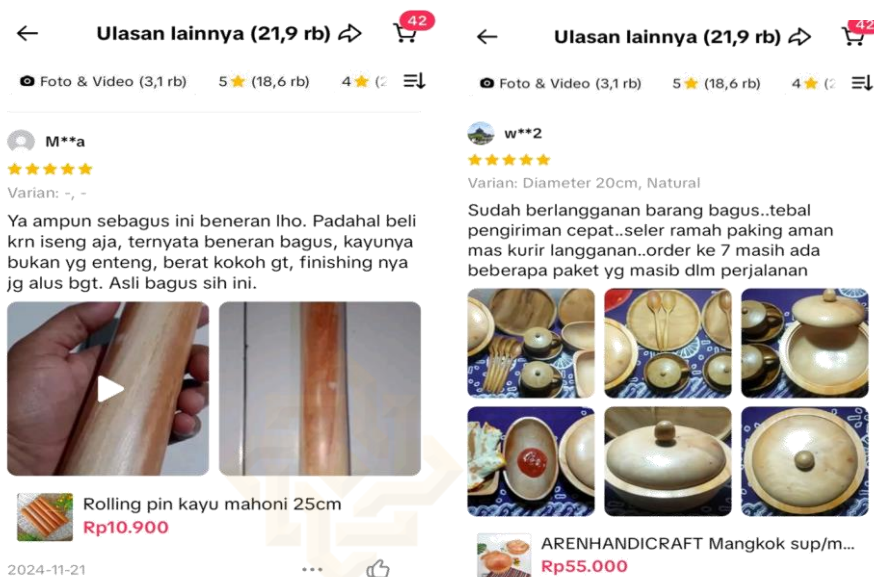 Ulasan lainnya (21,9 rb)
42
Foto & Video (3,1 rb) 5 (18,6 rb) 4
M**a
Varian: -, -
Ya ampun sebagus ini beneran lho. Padahal beli
krn iseng aja, ternyata beneran bagus, kayunya
bukan yg enteng, berat kokoh gt, finishing nya
jg alus bgt. Asli bagus sih ini.
Rolling pin kayu mahoni 25cm
Rp10.900
2024-11-21
Ulasan lainnya (21,9 rb)
42
Foto & Video (3,1 rb) 5 (18,6 rb) 4 (2
w**2
Varian: Diameter 20cm, Natural
Sudah berlangganan barang bagus..tebal
pengiriman cepat..seler ramah paking aman
mas kurir langganan..order ke 7 masih ada
beberapa paket yg masib dlm perjalanan
ARENHANDICRAFT Mangkok sup/m...
Rp55.000